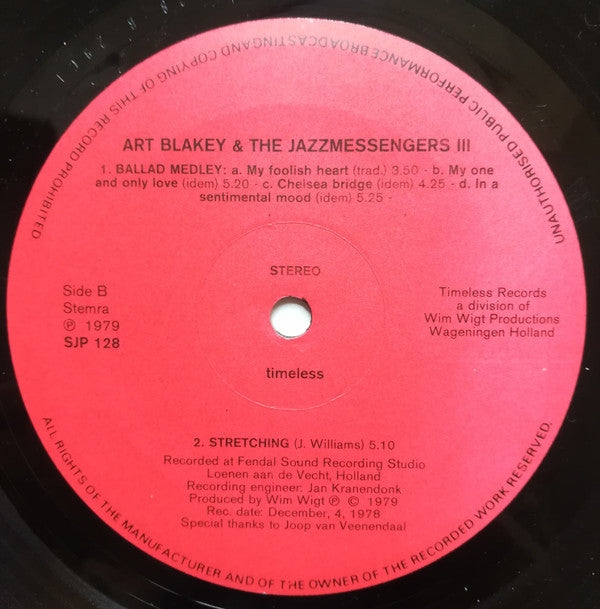 UNAUTHORISED PUBLIC PERFORMANCE BROADCASTINGAND COPYING OF THIS RECORD PROHIBITED
ART BLAKEY & THE JAZZMESSENGERS III
1. BALLAD MEDLEY: a. My foolish heart (trad.) 3.50 - b. My one
and only love (idem) 5.20 - c. Chelsea bridge (idem) 4.25 - d. In a
sentimental mood (idem) 5.25 -
STEREO
Side B
Stemra
℗ 1979
SJP 128
Timeless Records
a division of
Wim Wigt Productions
Wageningen Holland
timeless
2. STRETCHING (J. Williams) 5.10
Recorded at Fendal Sound Recording Studio
Loenen aan de Vecht, Holland
Recording engineer: Jan Kranendonk
Produced by Wim Wigt ℗ © 1979
Rec. date: December, 4, 1978
Special thanks to Joop van Veenendaal
ALL RIGHTS OF THE MANUFACTURER AND OF THE OWNER OF THE RECORDED WORK RESERVED.